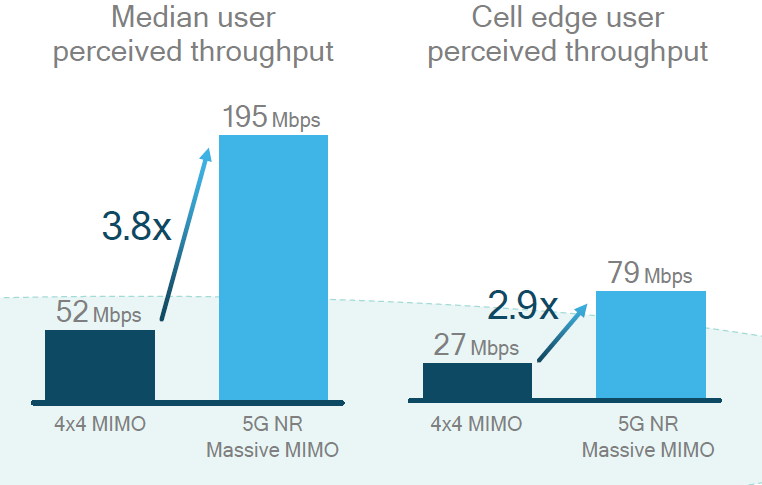 Median user
perceived throughput
195 Mbps
3.8x
52 Mbps
4x4 MIMO
5G NR
Massive MIMO
Cell edge user
perceived throughput
79 Mbps
2.9x
27 Mbps
4x4 MIMO
5G NR
Massive MIMO